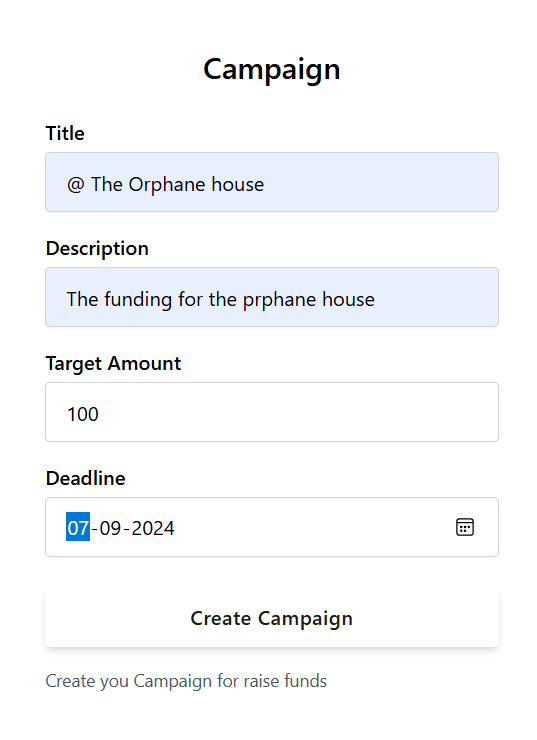 Campaign
Title
@ The Orphane house
Description
The funding for the prphane house
Target Amount
100
Deadline
07-09-2024
Create Campaign
Create you Campaign for raise funds